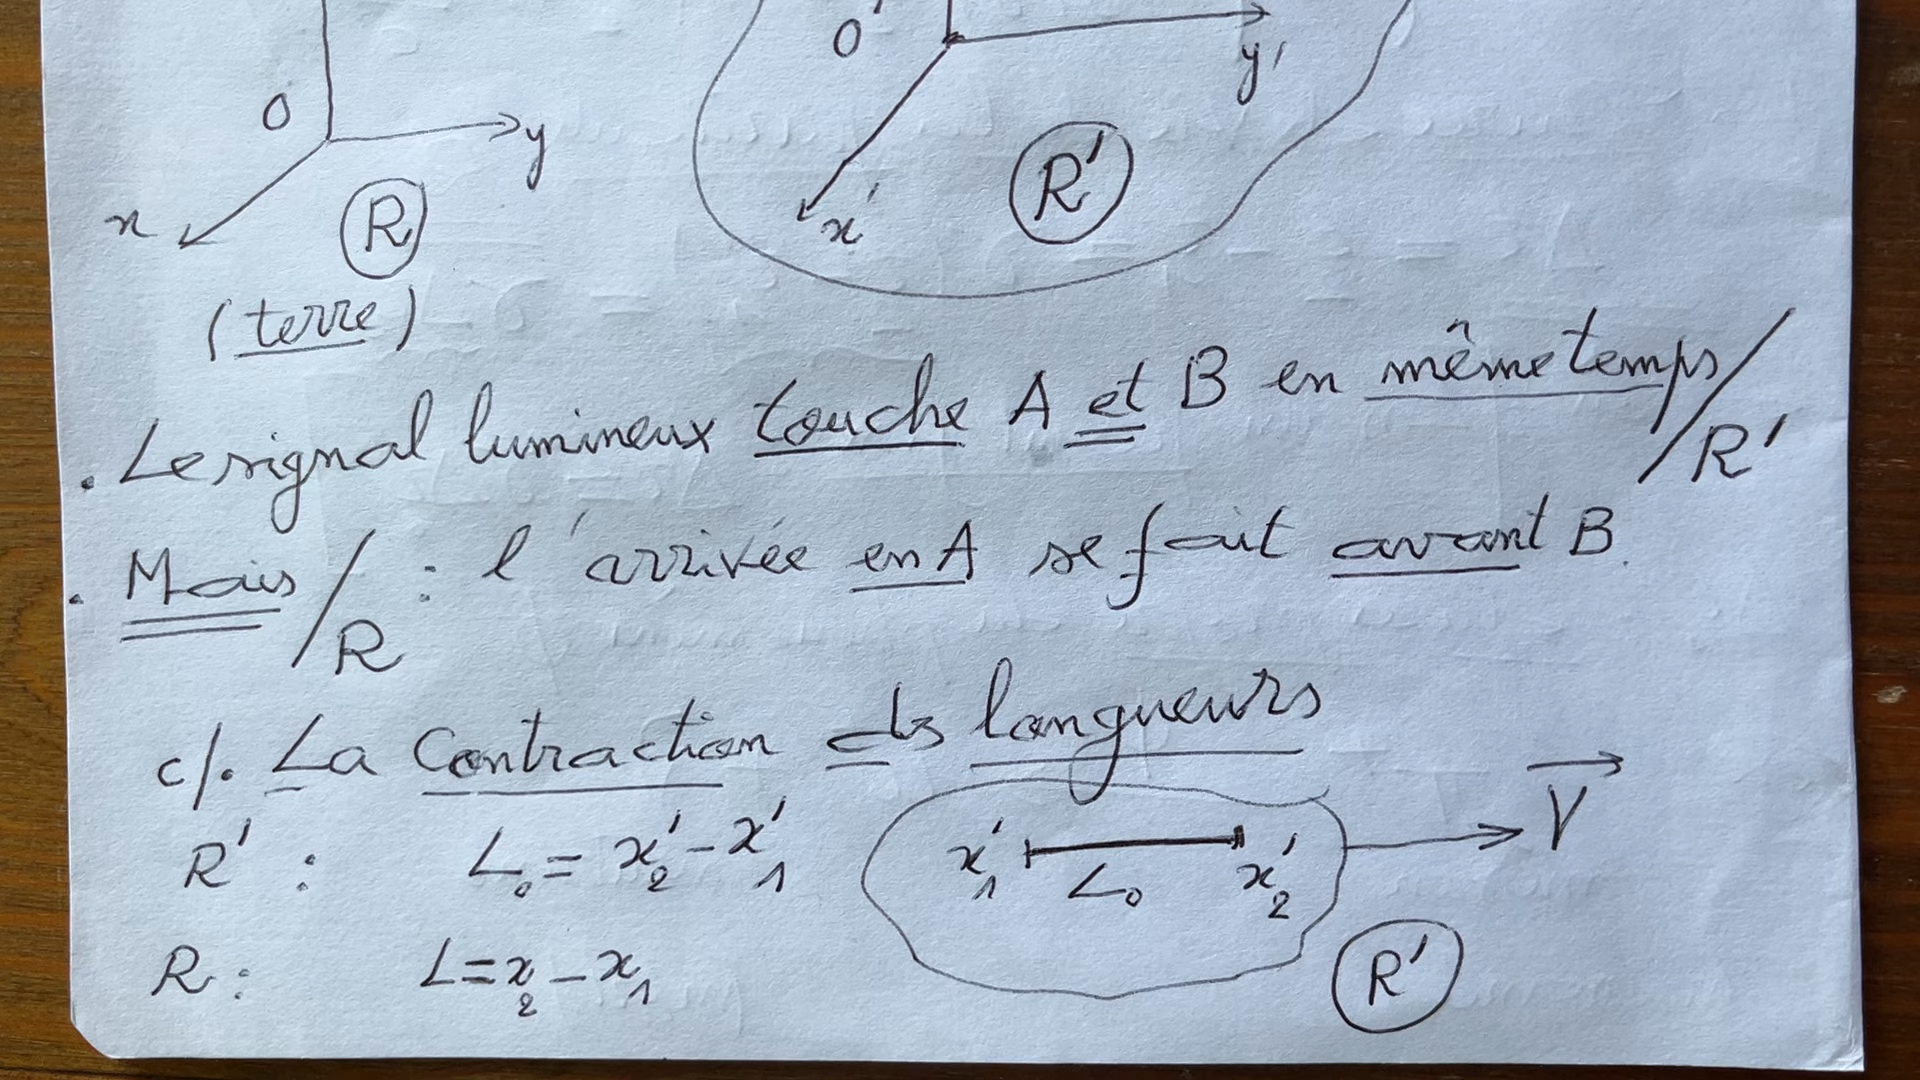 O'
y'
O
y
R'
x
R
x'
(terre)
. Le signal lumineux touche A et B en même temps/R'
. Mais/R : l'arrivée en A se fait avant B.
c/. La Contraction des longueurs
V
R' : L₀ = x'₂ - x'₁
x'₁ L₀ x'₂
R : L = x₂ - x₁
R'